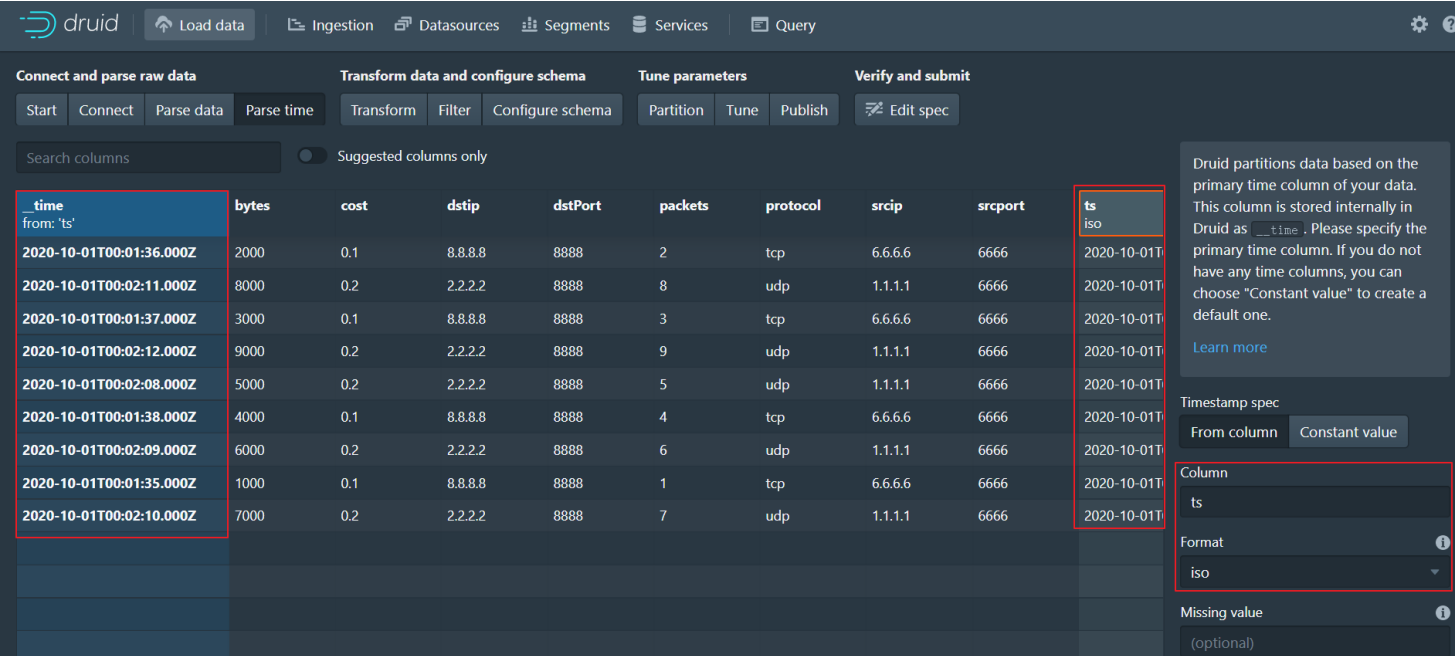 druid Load data Ingestion Datasources Segments Services Query
Connect and parse raw data Transform data and configure schema Tune parameters Verify and submit
Start Connect Parse data Parse time Transform Filter Configure schema Partition Tune Publish Edit spec
Search columns Suggested columns only
__time bytes cost dstip dstPort packets protocol srcip srcport ts
from: 'ts' iso
2020-10-01T00:01:36.000Z 2000 0.1 8.8.8.8 8888 2 tcp 6.6.6.6 6666 2020-10-01T
2020-10-01T00:02:11.000Z 8000 0.2 2.2.2.2 8888 8 udp 1.1.1.1 6666 2020-10-01T
2020-10-01T00:01:37.000Z 3000 0.1 8.8.8.8 8888 3 tcp 6.6.6.6 6666 2020-10-01T
2020-10-01T00:02:12.000Z 9000 0.2 2.2.2.2 8888 9 udp 1.1.1.1 6666 2020-10-01T
2020-10-01T00:02:08.000Z 5000 0.2 2.2.2.2 8888 5 udp 1.1.1.1 6666 2020-10-01T
2020-10-01T00:01:38.000Z 4000 0.1 8.8.8.8 8888 4 tcp 6.6.6.6 6666 2020-10-01T
2020-10-01T00:02:09.000Z 6000 0.2 2.2.2.2 8888 6 udp 1.1.1.1 6666 2020-10-01T
2020-10-01T00:01:35.000Z 1000 0.1 8.8.8.8 8888 1 tcp 6.6.6.6 6666 2020-10-01T
2020-10-01T00:02:10.000Z 7000 0.2 2.2.2.2 8888 7 udp 1.1.1.1 6666 2020-10-01T
Druid partitions data based on the
primary time column of your data.
This column is stored internally in
Druid as __time . Please specify the
primary time column. If you do not
have any time columns, you can
choose "Constant value" to create a
default one.
Learn more
Timestamp spec
From column Constant value
Column
ts
Format
iso
Missing value
(optional)